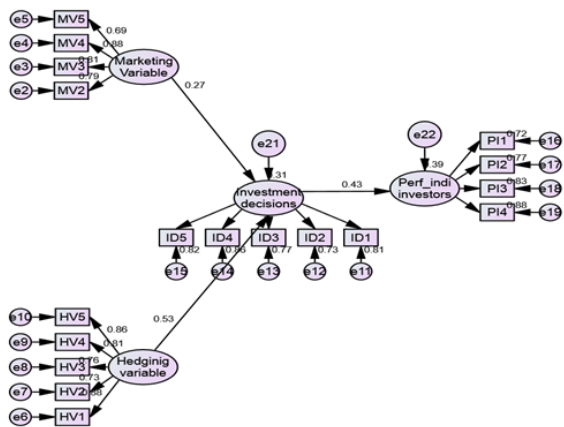 e5 MV5 0.69
e4 MV4 0.88
e3 MV3 0.81
e2 MV2 0.79
Marketing
Variable
0.27
e21
.31
Investment
decisions
0.43
e22
.39
Perf_indi
investors
PI1 0.72 e16
PI2 0.77 e17
PI3 0.83 e18
PI4 0.88 e19
ID5 ID4 ID3 ID2 ID1
0.82 0.77 0.73 0.81
e15 e14 e13 e12 e11
0.53
e10 HV5 0.86
e9 HV4 0.81
e8 HV3 0.76
e7 HV2 0.73
e6 HV1
Hedginig
variable